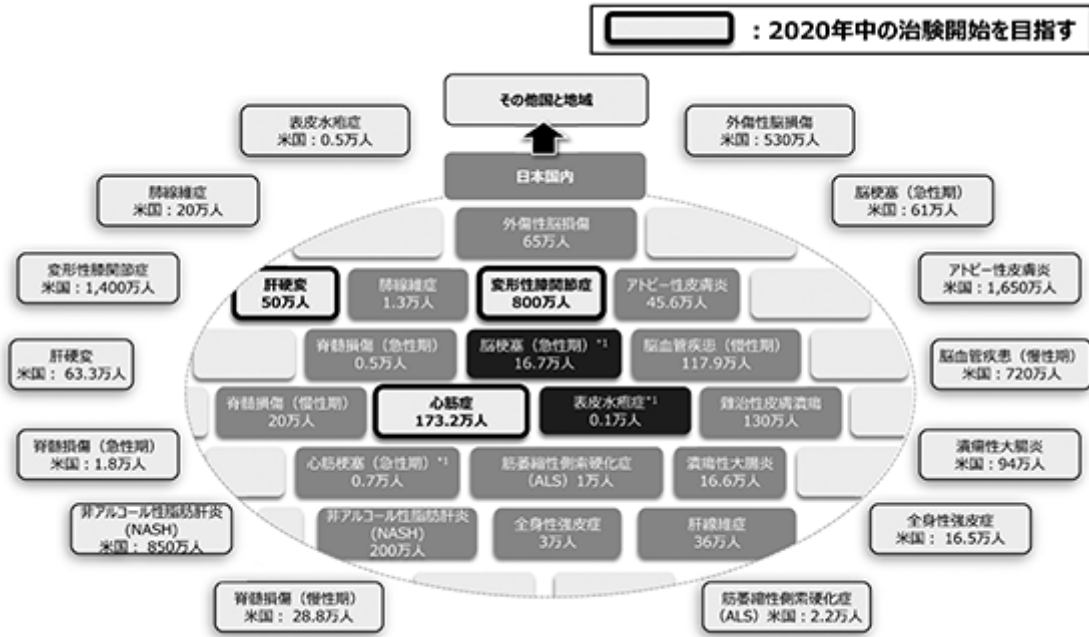 ：2020年中の治験開始を目指す
その他国と地域
日本国内
表皮水疱症
米国：0.5万人
外傷性脳損傷
米国：530万人
肺線維症
米国：20万人
脳梗塞（急性期）
米国：61万人
変形性膝関節症
米国：1,400万人
アトピー性皮膚炎
米国：1,650万人
肝硬変
米国：63.3万人
脳血管疾患（慢性期）
米国：720万人
脊髄損傷（急性期）
米国：1.8万人
潰瘍性大腸炎
米国：94万人
非アルコール性脂肪肝炎
(NASH)
米国：850万人
全身性強皮症
米国：16.5万人
脊髄損傷（慢性期）
米国：28.8万人
筋萎縮性側索硬化症
(ALS) 米国：2.2万人
外傷性脳損傷
65万人
肝硬変
50万人
肺線維症
1.3万人
変形性膝関節症
800万人
アトピー性皮膚炎
45.6万人
脊髄損傷（急性期）
0.5万人
脳梗塞（急性期）*1
16.7万人
脳血管疾患（慢性期）
117.9万人
脊髄損傷（慢性期）
20万人
心筋症
173.2万人
表皮水疱症*1
0.1万人
難治性皮膚潰瘍
130万人
心筋梗塞（急性期）*1
0.7万人
筋萎縮性側索硬化症
(ALS) 1万人
潰瘍性大腸炎
16.6万人
非アルコール性脂肪肝炎
(NASH)
200万人
全身性強皮症
3万人
肝線維症
36万人